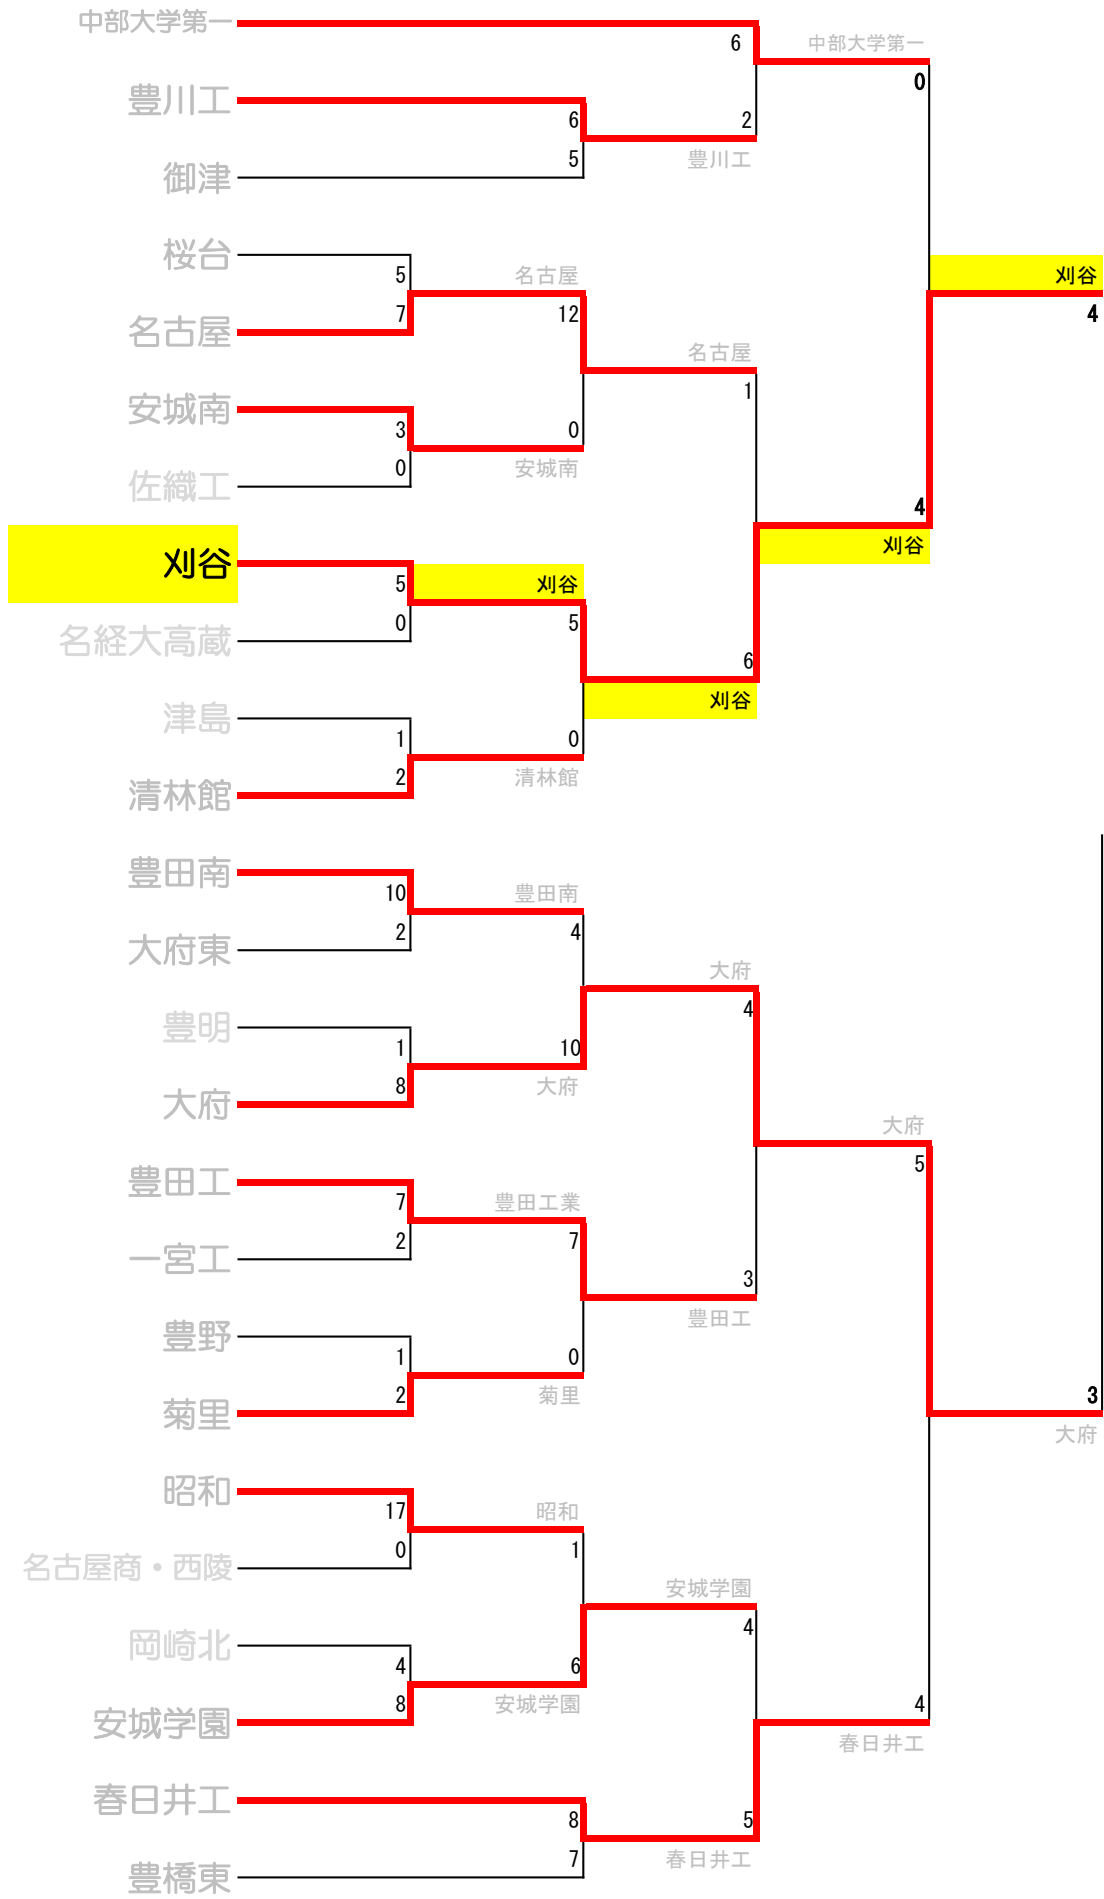 中部大学第一
6
中部大学第一
0
豊川工
6
2
5
豊川工
御津
桜台
5
名古屋
刈谷
名古屋
7
12
4
名古屋
1
安城南
3
0
0
安城南
佐織工
4
刈谷
刈谷
5
刈谷
0
5
名経大高蔵
6
刈谷
津島
1
0
2
清林館
清林館
豊田南
10
豊田南
2
4
大府東
大府
4
豊明
1
10
8
大府
大府
大府
5
豊田工
7
豊田工業
2
7
一宮工
3
豊田工
豊野
1
0
2
菊里
3
菊里
大府
昭和
17
昭和
0
1
名古屋商・西陵
安城学園
4
岡崎北
4
6
8
安城学園
4
安城学園
春日井工
春日井工
8
5
7
春日井工
豊橋東